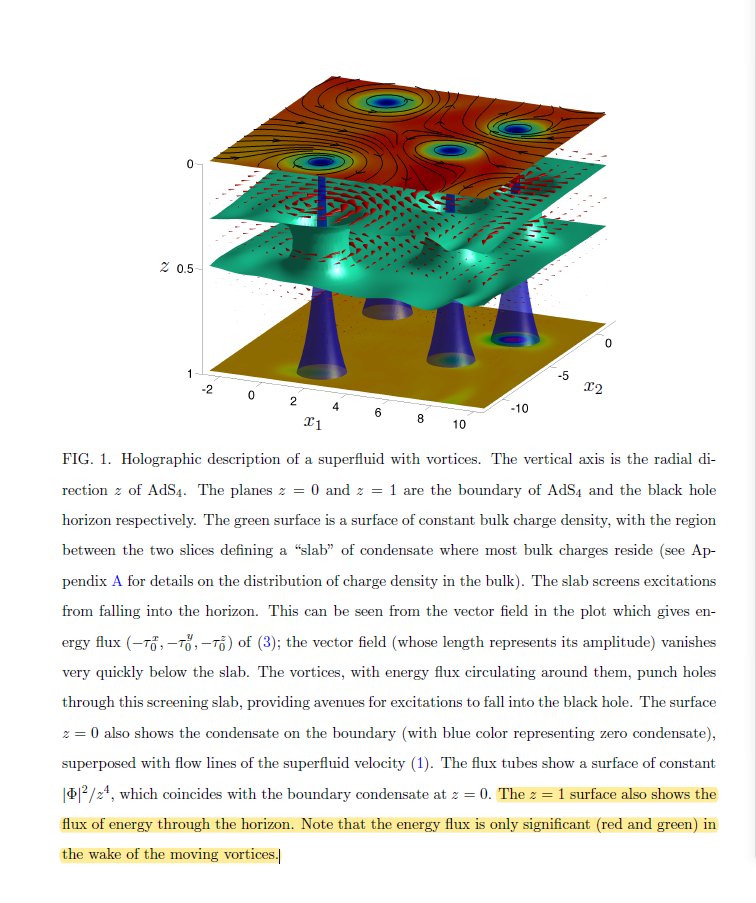 0
z 0.5
1
-2
0
2
4
6
8
10
x1
-10
-5
0
x2
FIG. 1. Holographic description of a superfluid with vortices. The vertical axis is the radial di-
rection z of AdS₄. The planes z = 0 and z = 1 are the boundary of AdS₄ and the black hole
horizon respectively. The green surface is a surface of constant bulk charge density, with the region
between the two slices defining a “slab” of condensate where most bulk charges reside (see Ap-
pendix A for details on the distribution of charge density in the bulk). The slab screens excitations
from falling into the horizon. This can be seen from the vector field in the plot which gives en-
ergy flux (−τ₀ˣ, −τ₀ʸ, −τ₀ᶻ) of (3); the vector field (whose length represents its amplitude) vanishes
very quickly below the slab. The vortices, with energy flux circulating around them, punch holes
through this screening slab, providing avenues for excitations to fall into the black hole. The surface
z = 0 also shows the condensate on the boundary (with blue color representing zero condensate),
superposed with flow lines of the superfluid velocity (1). The flux tubes show a surface of constant
|Φ|²/z⁴, which coincides with the boundary condensate at z = 0. The z = 1 surface also shows the
flux of energy through the horizon. Note that the energy flux is only significant (red and green) in
the wake of the moving vortices.